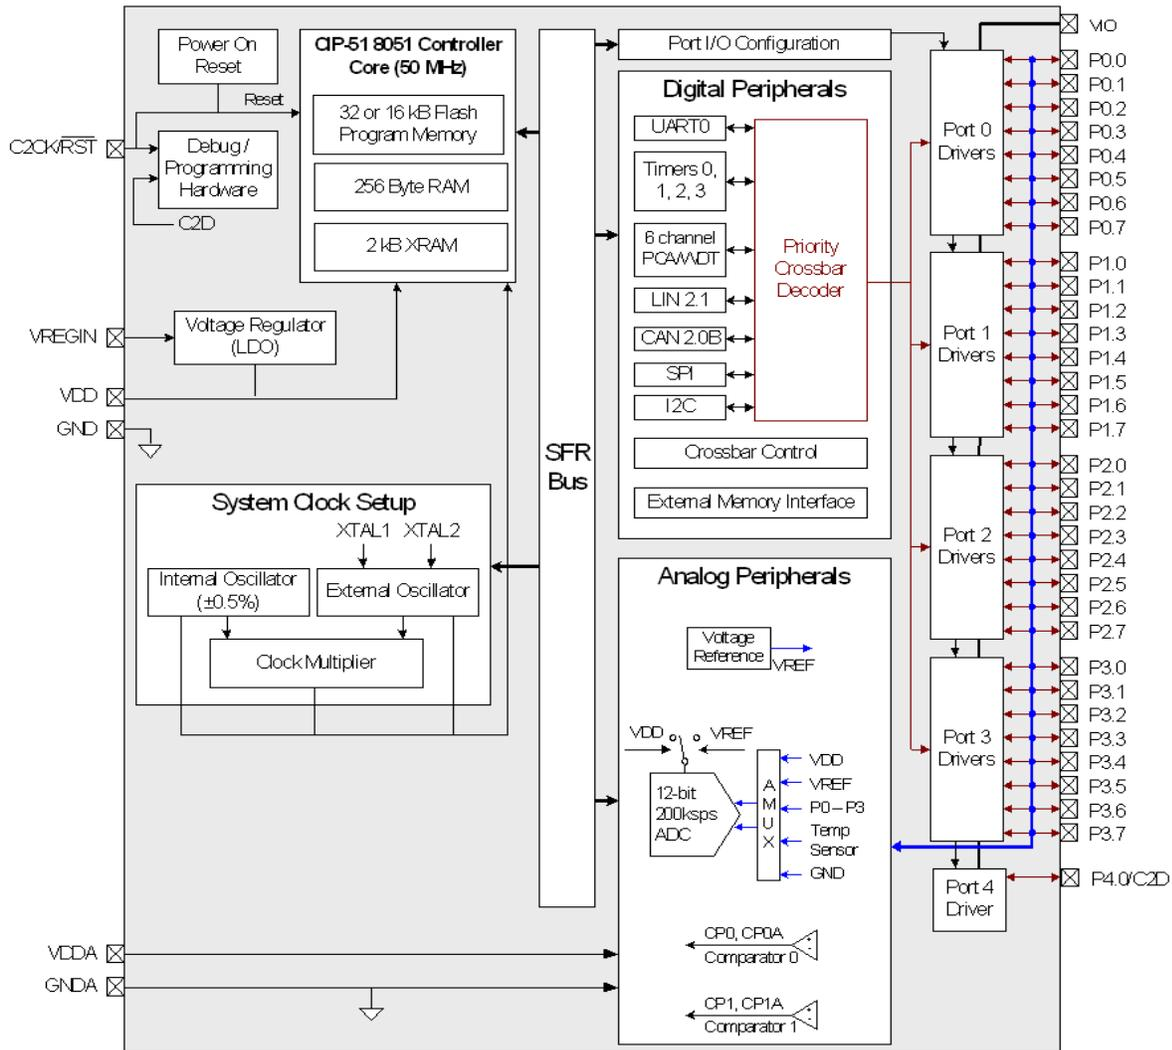 Power On
Reset
Reset
C2CK/RST
Debug /
Programming
Hardware
C2D
CIP-51 8051 Controller
Core (50 MHz)
32 or 16 kB Flash
Program Memory
256 Byte RAM
2 kB XRAM
VREGIN
Voltage Regulator
(LDO)
VDD
GND
System Clock Setup
XTAL1 XTAL2
Internal Oscillator
(±0.5%)
External Oscillator
Clock Multiplier
VDDA
GNDA
SFR
Bus
Port I/O Configuration
Digital Peripherals
UART0
Timers 0,
1, 2, 3
6 channel
PCA/WDT
LIN 2.1
CAN 2.0B
SPI
I2C
Priority
Crossbar
Decoder
Crossbar Control
External Memory Interface
Analog Peripherals
Voltage
Reference
VREF
VDD
VREF
12-bit
200ksps
ADC
A
M
U
X
VDD
VREF
P0 – P3
Temp
Sensor
GND
CP0, CP0A
Comparator 0
CP1, CP1A
Comparator 1
Port 0
Drivers
Port 1
Drivers
Port 2
Drivers
Port 3
Drivers
Port 4
Driver
VIO
P0.0
P0.1
P0.2
P0.3
P0.4
P0.5
P0.6
P0.7
P1.0
P1.1
P1.2
P1.3
P1.4
P1.5
P1.6
P1.7
P2.0
P2.1
P2.2
P2.3
P2.4
P2.5
P2.6
P2.7
P3.0
P3.1
P3.2
P3.3
P3.4
P3.5
P3.6
P3.7
P4.0/C2D